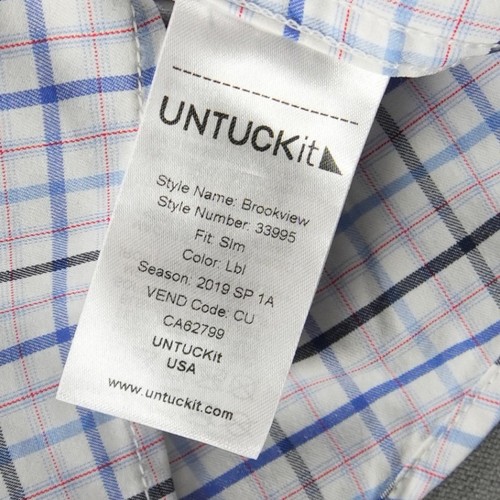 UNTUCKit
Style Name: Brookview
Style Number: 33995
Fit: Slm
Color: Lbl
Season: 2019 SP 1A
VEND Code: CU
CA62799
UNTUCKit
USA
www.untuckit.com